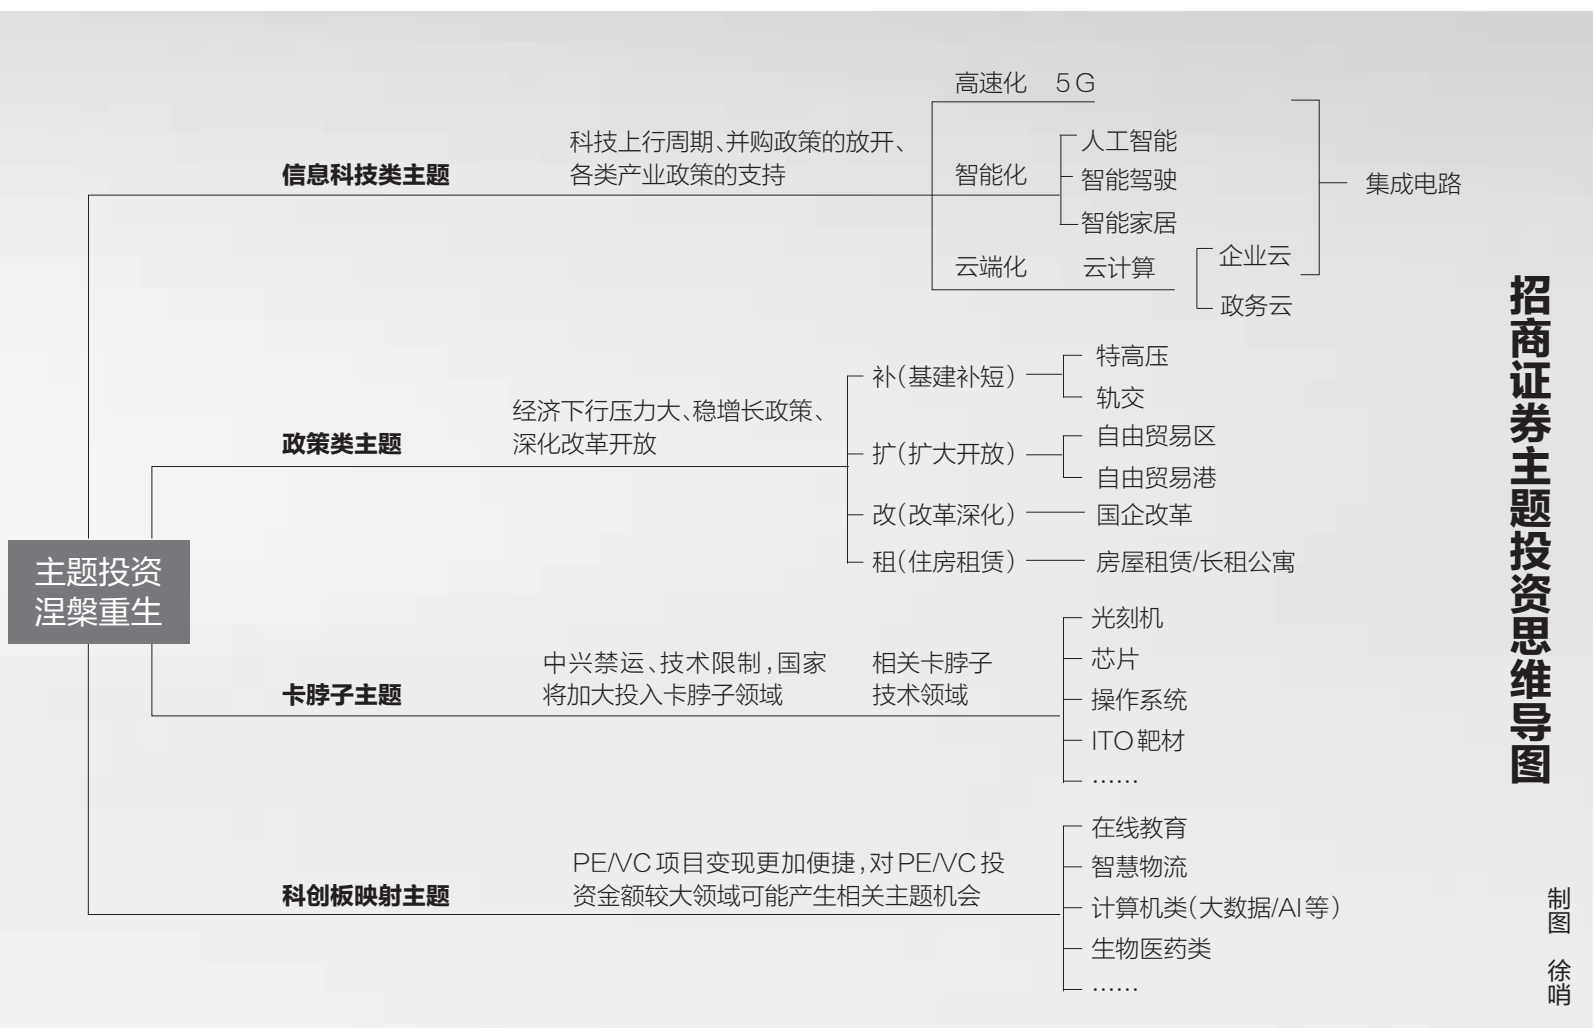 招商证券主题投资思维导图
主题投资
涅槃重生
信息科技类主题
科技上行周期、并购政策的放开、
各类产业政策的支持
高速化 5G
智能化
人工智能
智能驾驶
智能家居
云端化 云计算
企业云
政务云
集成电路
政策类主题
经济下行压力大、稳增长政策、
深化改革开放
补(基建补短)
特高压
轨交
扩(扩大开放)
自由贸易区
自由贸易港
改(改革深化)
国企改革
租(住房租赁)
房屋租赁/长租公寓
卡脖子主题
中兴禁运、技术限制,国家
将加大投入卡脖子领域
相关卡脖子
技术领域
光刻机
芯片
操作系统
ITO靶材
……
科创板映射主题
PE/VC项目变现更加便捷,对PE/VC投
资金额较大领域可能产生相关主题机会
在线教育
智慧物流
计算机类(大数据/AI等)
生物医药类
……
制图 徐哨